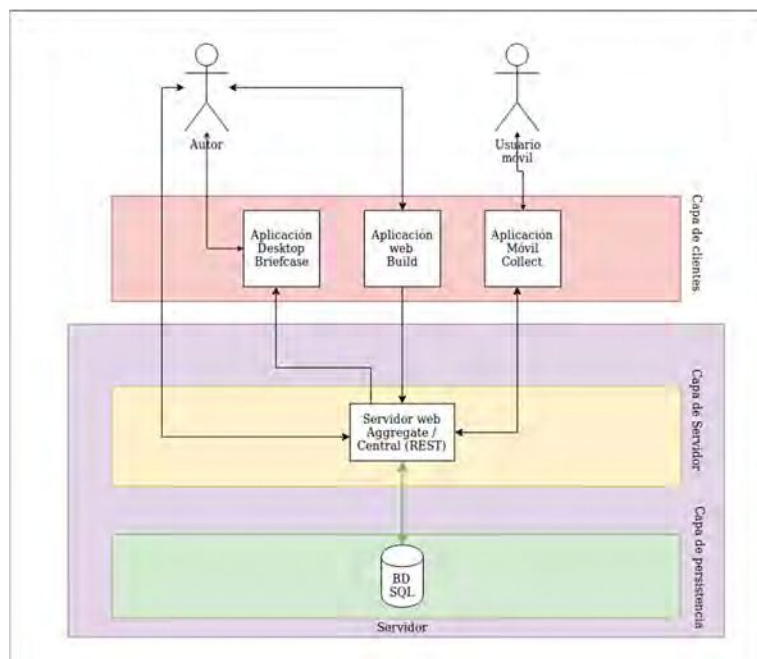 Autor
Usuario
móvil
Capa de clientes
Aplicación
Desktop
Briefcase
Aplicación
web
Build
Aplicación
Móvil
Collect
Capa de Servidor
Servidor web
Aggregate /
Central (REST)
Capa de persistencia
BD
SQL
Servidor